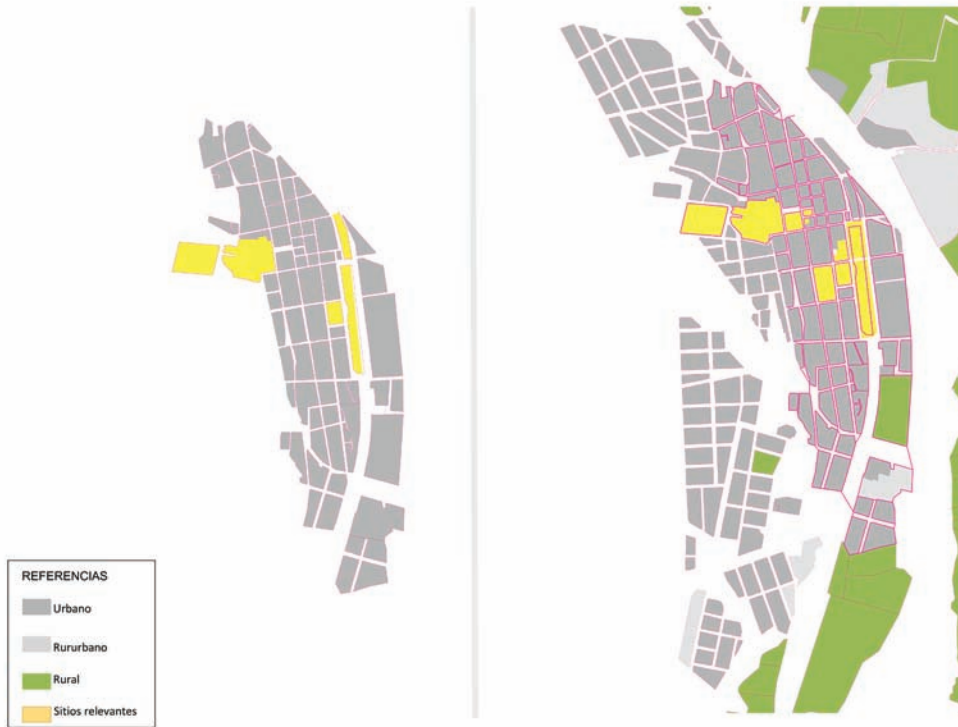 REFERENCIAS
Urbano
Rururbano
Rural
Sitios relevantes